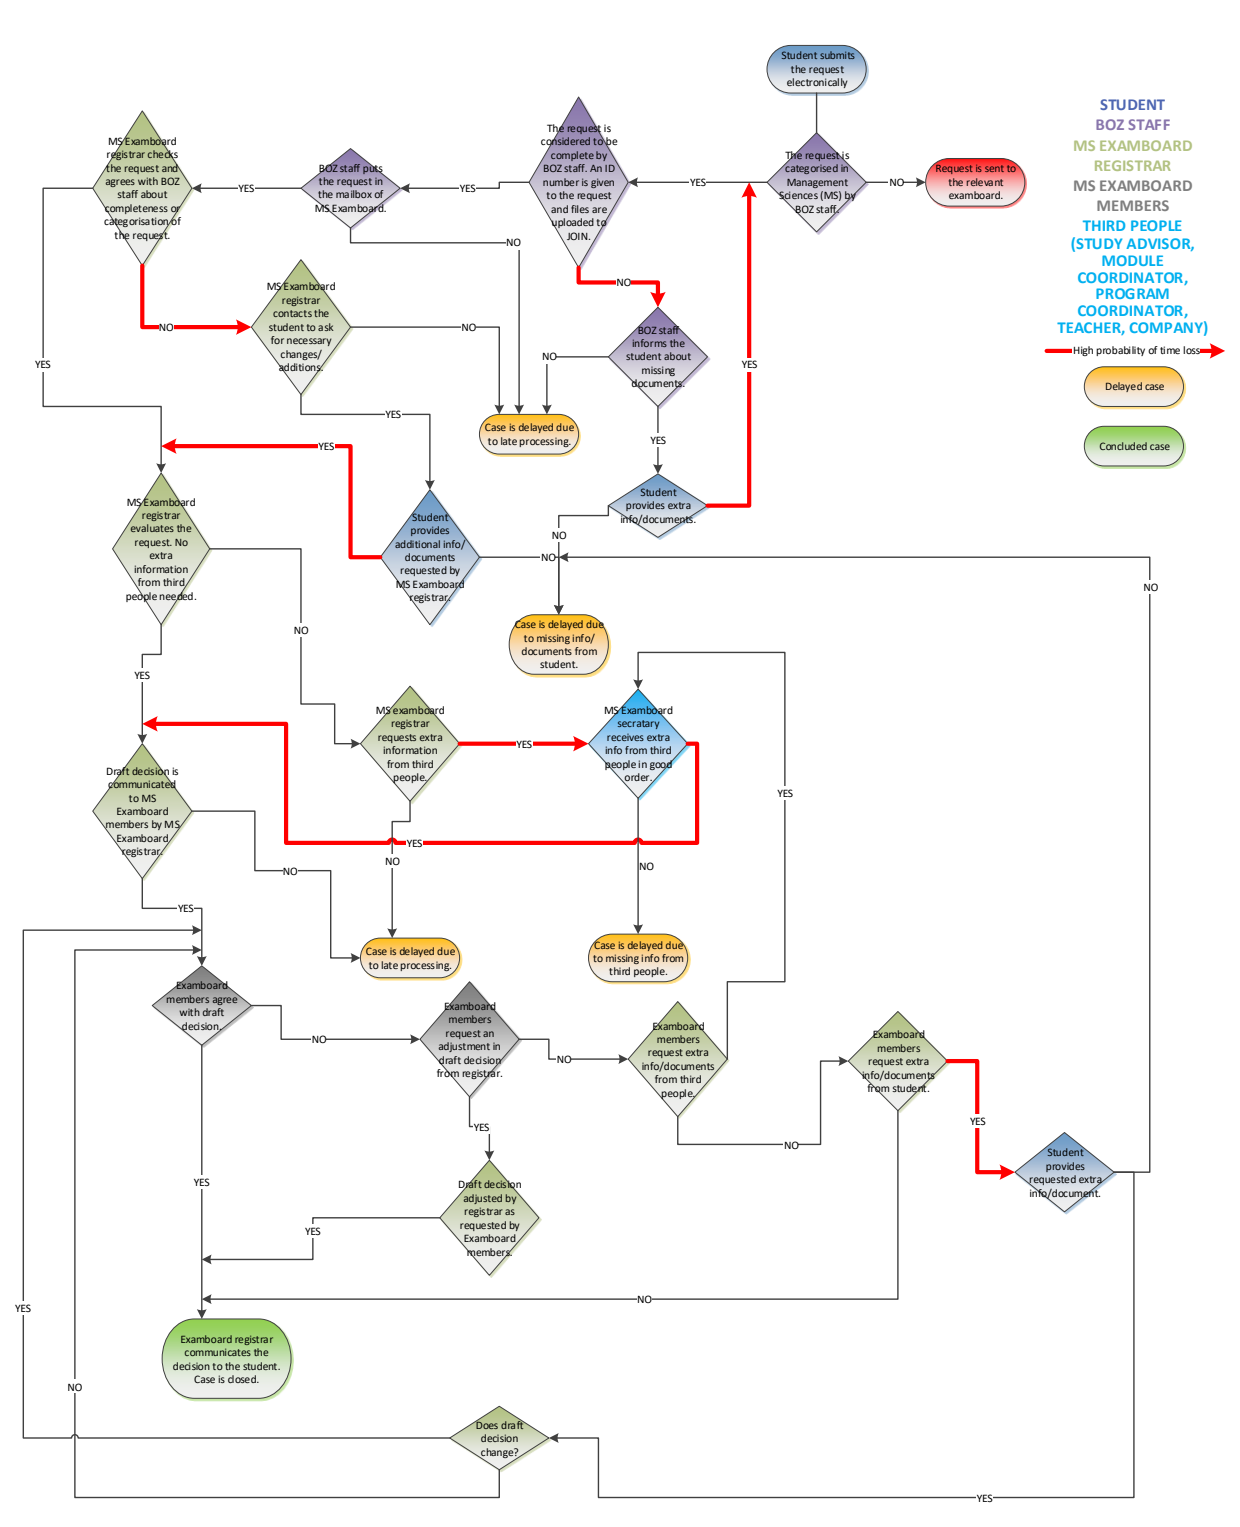 Student submits
the request
electronically
STUDENT
BOZ STAFF
MS EXAMBOARD
REGISTRAR
MS EXAMBOARD
MEMBERS
THIRD PEOPLE
(STUDY ADVISOR,
MODULE
COORDINATOR,
PROGRAM
COORDINATOR,
TEACHER, COMPANY)
High probability of time loss
Delayed case
Concluded case
The request is
categorised in
Management
Sciences (MS) by
BOZ staff.
NO
Request is sent to
the relevant
examboard.
YES
The request is
considered to be
complete by
BOZ staff. An ID
number is given
to the request
and files are
uploaded to
JOIN.
YES
BOZ staff puts
the request in
the mailbox of
MS Examboard.
YES
MS Examboard
registrar checks
the request and
agrees with BOZ
staff about
completeness or
categorisation of
the request.
NO
NO
NO
MS Examboard
registrar
contacts the
student to ask
for necessary
changes/
additions.
NO
BOZ staff
informs the
student about
missing
documents.
NO
YES
YES
YES
Case is delayed due
to late processing.
YES
YES
Student
provides extra
info/documents.
NO
MS Examboard
registrar
evaluates the
request. No
extra
information
from third
people needed.
Student
provides
additional info/
documents
requested by
MS Examboard
registrar.
NO
NO
NO
Case is delayed due
to missing info/
documents from
student.
YES
MS examboard
registrar
requests extra
information
from third
people.
YES
MS Examboard
secratary
receives extra
info from third
people in good
order.
YES
Draft decision is
communicated
to MS
Examboard
members by MS
Examboard
registrar.
YES
NO
NO
NO
YES
Case is delayed due
to late processing.
Case is delayed due
to missing info from
third people.
Examboard
members agree
with draft
decision.
NO
Examboard
members
request an
adjustment in
draft decision
from registrar.
NO
Examboard
members
request extra
info/documents
from third
people.
NO
Examboard
members
request extra
info/documents
from student.
YES
Student
provides
requested extra
info/document.
YES
YES
Draft decision
adjusted by
registrar as
requested by
Examboard
members.
YES
NO
YES
Examboard registrar
communicates the
decision to the student.
Case is closed.
NO
Does draft
decision
change?
YES